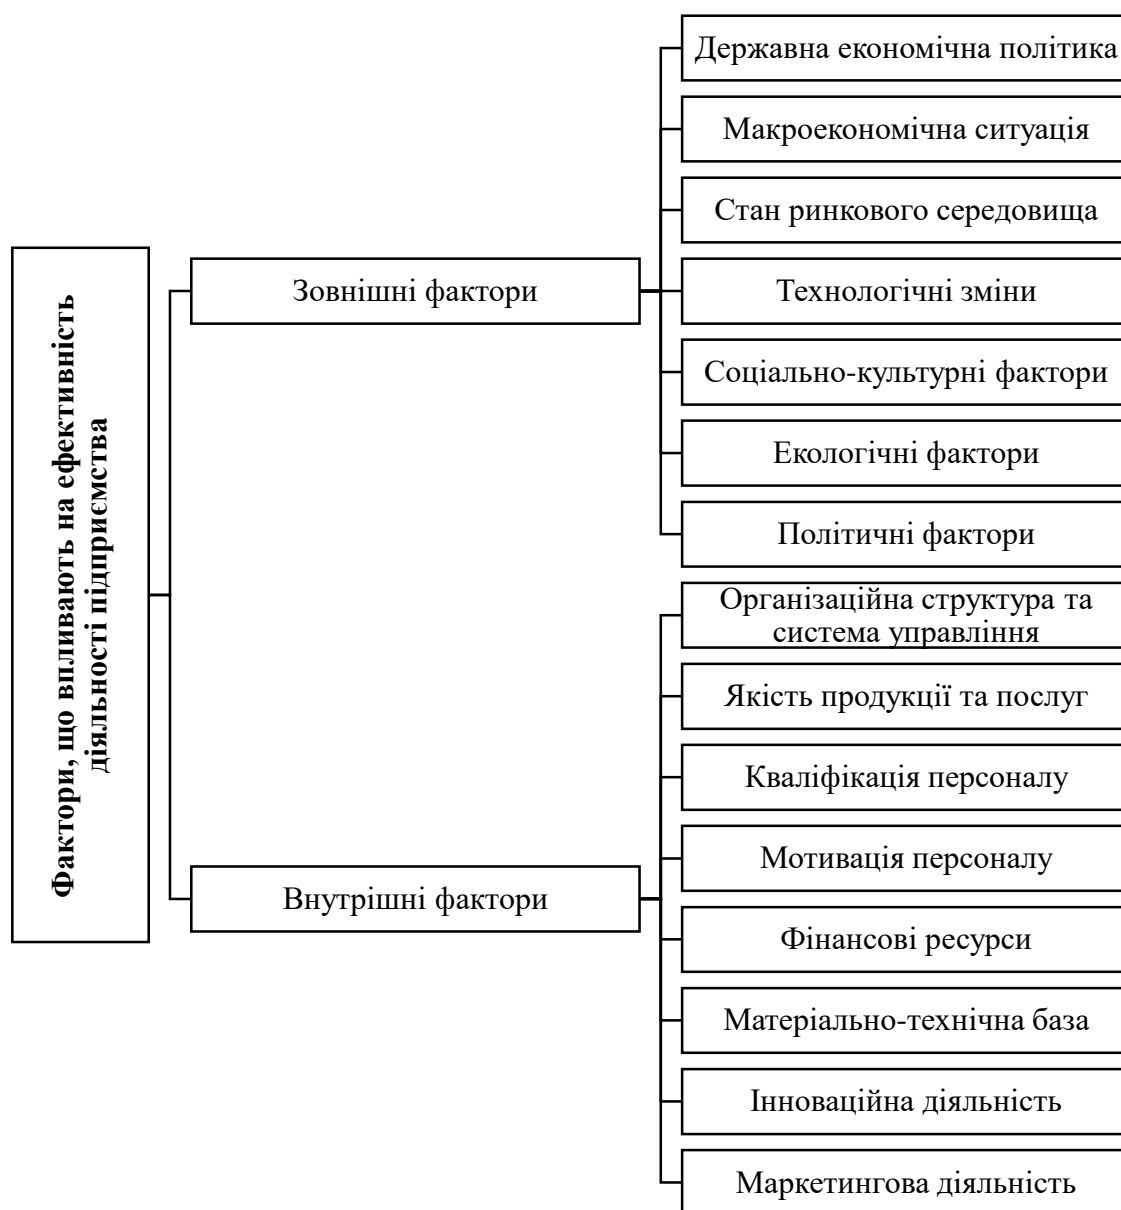 Фактори, що впливають на ефективність
діяльності підприємства
Зовнішні фактори
Державна економічна політика
Макроекономічна ситуація
Стан ринкового середовища
Технологічні зміни
Соціально-культурні фактори
Екологічні фактори
Політичні фактори
Внутрішні фактори
Організаційна структура та
система управління
Якість продукції та послуг
Кваліфікація персоналу
Мотивація персоналу
Фінансові ресурси
Матеріально-технічна база
Інноваційна діяльність
Маркетингова діяльність